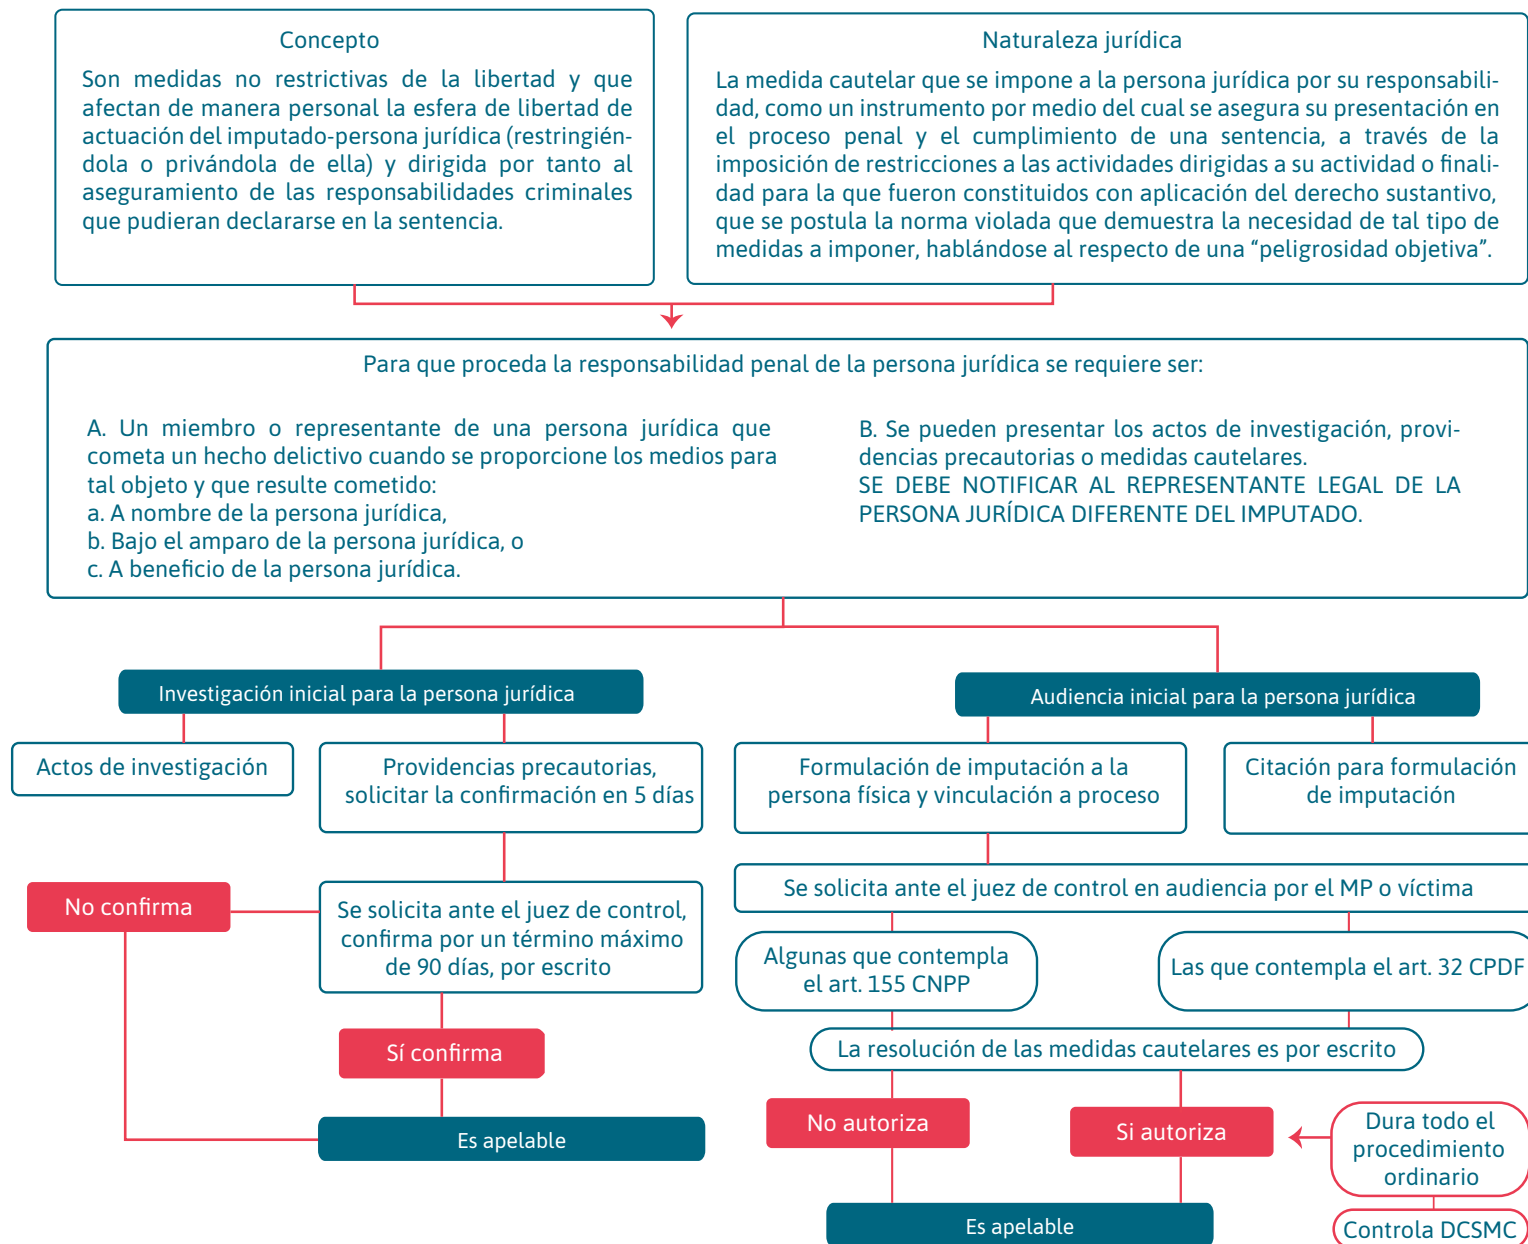 Concepto
Son medidas no restrictivas de la libertad y que
afectan de manera personal la esfera de libertad de
actuación del imputado-persona jurídica (restringién-
dola o privándola de ella) y dirigida por tanto al
aseguramiento de las responsabilidades criminales
que pudieran declararse en la sentencia.
Naturaleza jurídica
La medida cautelar que se impone a la persona jurídica por su responsabili-
dad, como un instrumento por medio del cual se asegura su presentación en
el proceso penal y el cumplimiento de una sentencia, a través de la
imposición de restricciones a las actividades dirigidas a su actividad o finali-
dad para la que fueron constituidos con aplicación del derecho sustantivo,
que se postula la norma violada que demuestra la necesidad de tal tipo de
medidas a imponer, hablándose al respecto de una “peligrosidad objetiva”.
Para que proceda la responsabilidad penal de la persona jurídica se requiere ser:
A. Un miembro o representante de una persona jurídica que
cometa un hecho delictivo cuando se proporcione los medios para
tal objeto y que resulte cometido:
a. A nombre de la persona jurídica,
b. Bajo el amparo de la persona jurídica, o
c. A beneficio de la persona jurídica.
B. Se pueden presentar los actos de investigación, provi-
dencias precautorias o medidas cautelares.
SE DEBE NOTIFICAR AL REPRESENTANTE LEGAL DE LA
PERSONA JURÍDICA DIFERENTE DEL IMPUTADO.
Investigación inicial para la persona jurídica
Audiencia inicial para la persona jurídica
Actos de investigación
Providencias precautorias,
solicitar la confirmación en 5 días
Formulación de imputación a la
persona física y vinculación a proceso
Citación para formulación
de imputación
No confirma
Se solicita ante el juez de control,
confirma por un término máximo
de 90 días, por escrito
Se solicita ante el juez de control en audiencia por el MP o víctima
Algunas que contempla
el art. 155 CNPP
Las que contempla el art. 32 CPDF
Sí confirma
La resolución de las medidas cautelares es por escrito
Es apelable
No autoriza
Si autoriza
Dura todo el
procedimiento
ordinario
Es apelable
Controla DCSMC